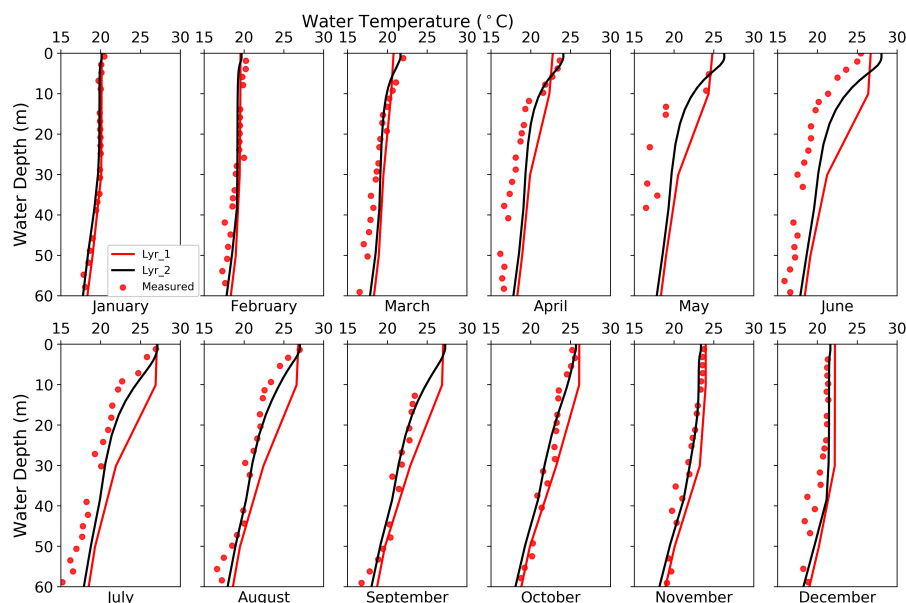 Water Temperature (°C)
15 20 25 30 15 20 25 30 15 20 25 30 15 20 25 30 15 20 25 30 15 20 25 30
0
10
20
30
40
50
60
Water Depth (m)
Lyr_1
Lyr_2
Measured
January February March April May June
15 20 25 30 15 20 25 30 15 20 25 30 15 20 25 30 15 20 25 30 15 20 25 30
0
10
20
30
40
50
60
Water Depth (m)
July August September October November December